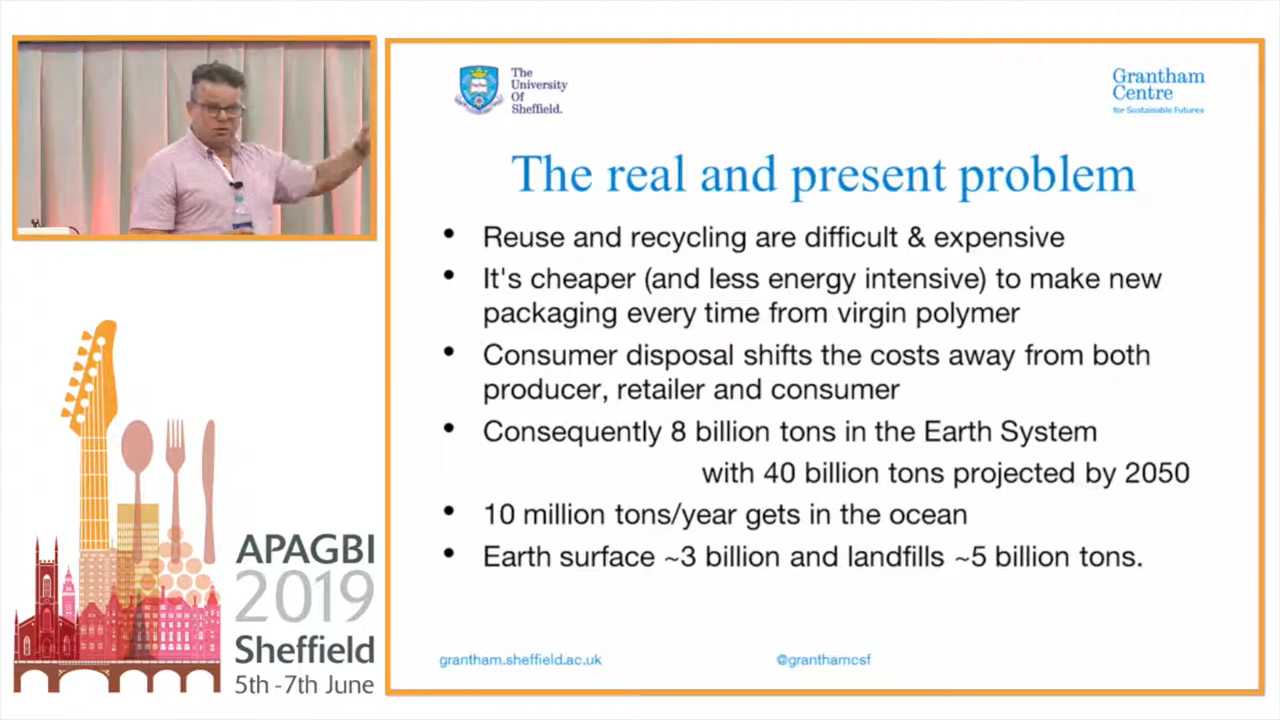 The
University
Of
Sheffield.
Grantham
Centre
for Sustainable Futures
The real and present problem
• Reuse and recycling are difficult & expensive
• It's cheaper (and less energy intensive) to make new
packaging every time from virgin polymer
• Consumer disposal shifts the costs away from both
producer, retailer and consumer
• Consequently 8 billion tons in the Earth System
with 40 billion tons projected by 2050
• 10 million tons/year gets in the ocean
• Earth surface ~3 billion and landfills ~5 billion tons.
grantham.sheffield.ac.uk
@granthamcsf
APAGBI
2019
Sheffield
5th -7th June